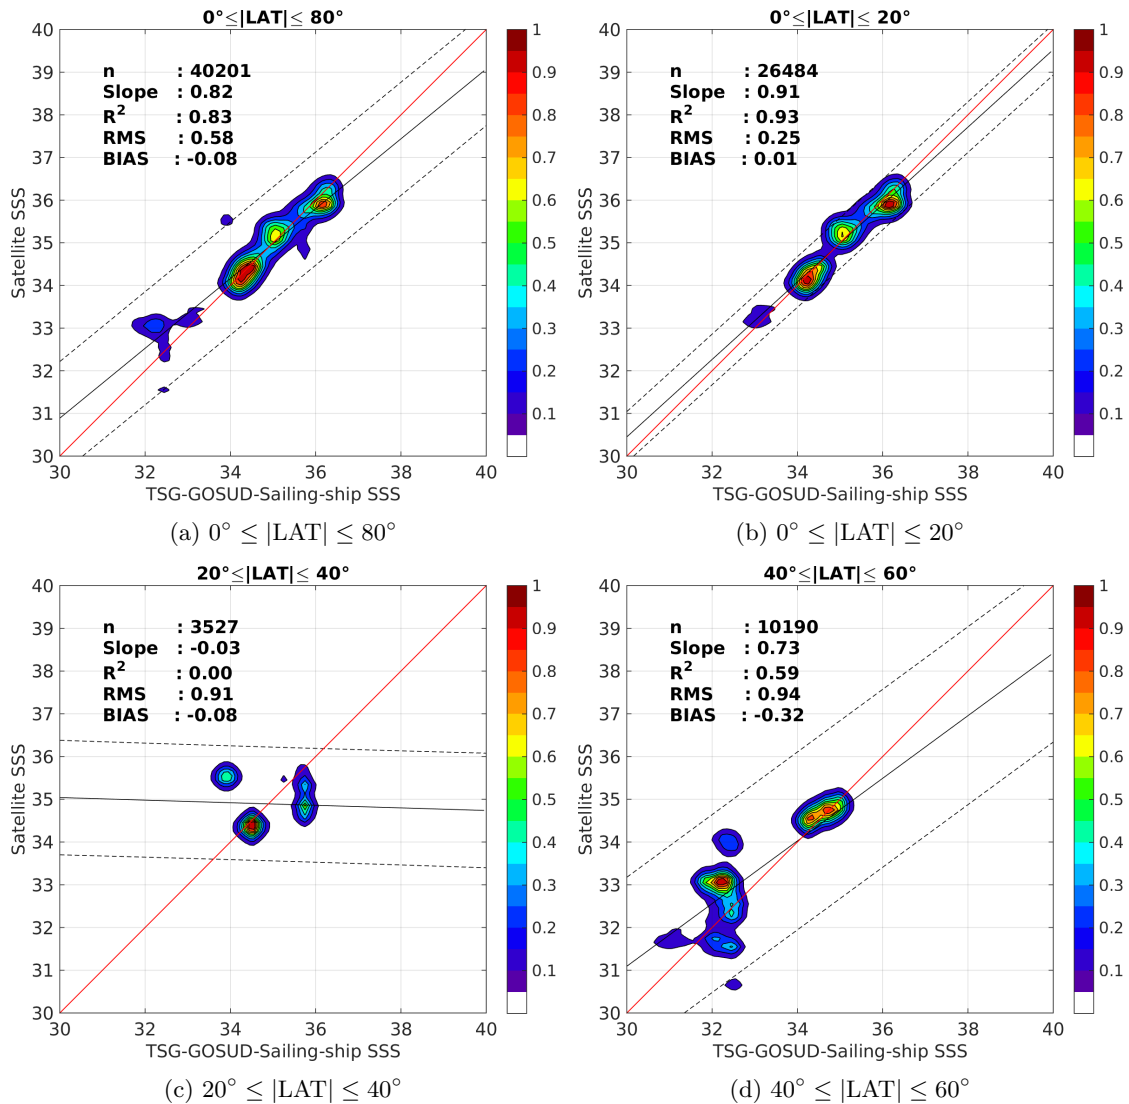 0°≤|LAT|≤ 80°
n : 40201
Slope : 0.82
R2 : 0.83
RMS : 0.58
BIAS : -0.08
Satellite SSS
40
39
38
37
36
35
34
33
32
31
30
30 32 34 36 38 40
TSG-GOSUD-Sailing-ship SSS
1
0.9
0.8
0.7
0.6
0.5
0.4
0.3
0.2
0.1
(a) 0° ≤ |LAT| ≤ 80°
0°≤|LAT|≤ 20°
n : 26484
Slope : 0.91
R2 : 0.93
RMS : 0.25
BIAS : 0.01
Satellite SSS
40
39
38
37
36
35
34
33
32
31
30
30 32 34 36 38 40
TSG-GOSUD-Sailing-ship SSS
1
0.9
0.8
0.7
0.6
0.5
0.4
0.3
0.2
0.1
(b) 0° ≤ |LAT| ≤ 20°
20°≤|LAT|≤ 40°
n : 3527
Slope : -0.03
R2 : 0.00
RMS : 0.91
BIAS : -0.08
Satellite SSS
40
39
38
37
36
35
34
33
32
31
30
30 32 34 36 38 40
TSG-GOSUD-Sailing-ship SSS
1
0.9
0.8
0.7
0.6
0.5
0.4
0.3
0.2
0.1
(c) 20° ≤ |LAT| ≤ 40°
40°≤|LAT|≤ 60°
n : 10190
Slope : 0.73
R2 : 0.59
RMS : 0.94
BIAS : -0.32
Satellite SSS
40
39
38
37
36
35
34
33
32
31
30
30 32 34 36 38 40
TSG-GOSUD-Sailing-ship SSS
1
0.9
0.8
0.7
0.6
0.5
0.4
0.3
0.2
0.1
(d) 40° ≤ |LAT| ≤ 60°